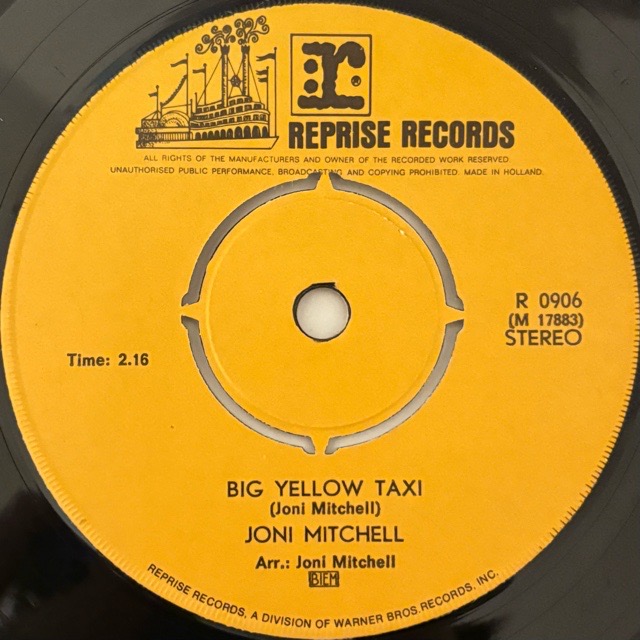 r
REPRISE RECORDS
ALL RIGHTS OF THE MANUFACTURERS AND OWNER OF THE RECORDED WORK RESERVED.
UNAUTHORISED PUBLIC PERFORMANCE, BROADCASTING AND COPYING PROHIBITED. MADE IN HOLLAND.
R 0906
(M 17883)
STEREO
Time: 2.16
BIG YELLOW TAXI
(Joni Mitchell)
JONI MITCHELL
Arr.: Joni Mitchell
BIEM
REPRISE RECORDS, A DIVISION OF WARNER BROS. RECORDS, INC.